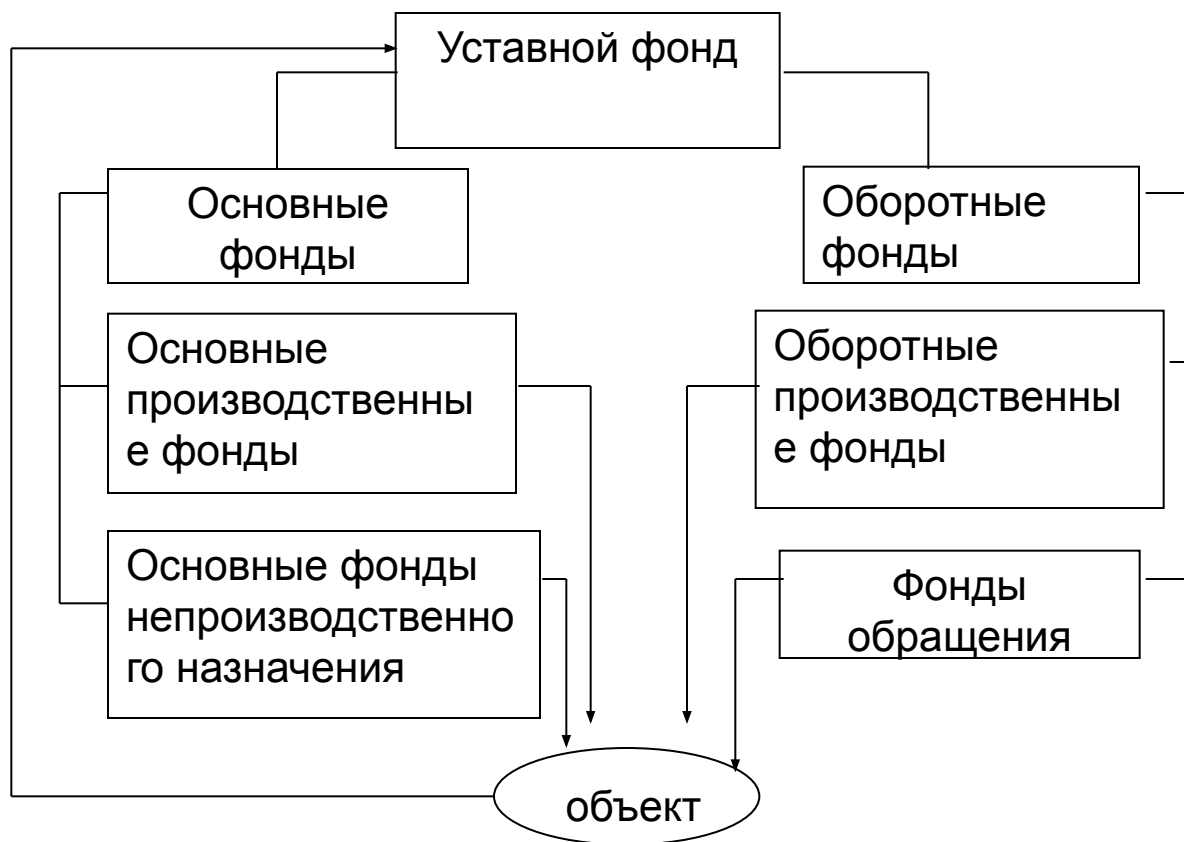 Уставной фонд
Основные
фонды
Оборотные
фонды
Основные
производственны
е фонды
Оборотные
производственны
е фонды
Основные фонды
непроизводственно
го назначения
Фонды
обращения
объект